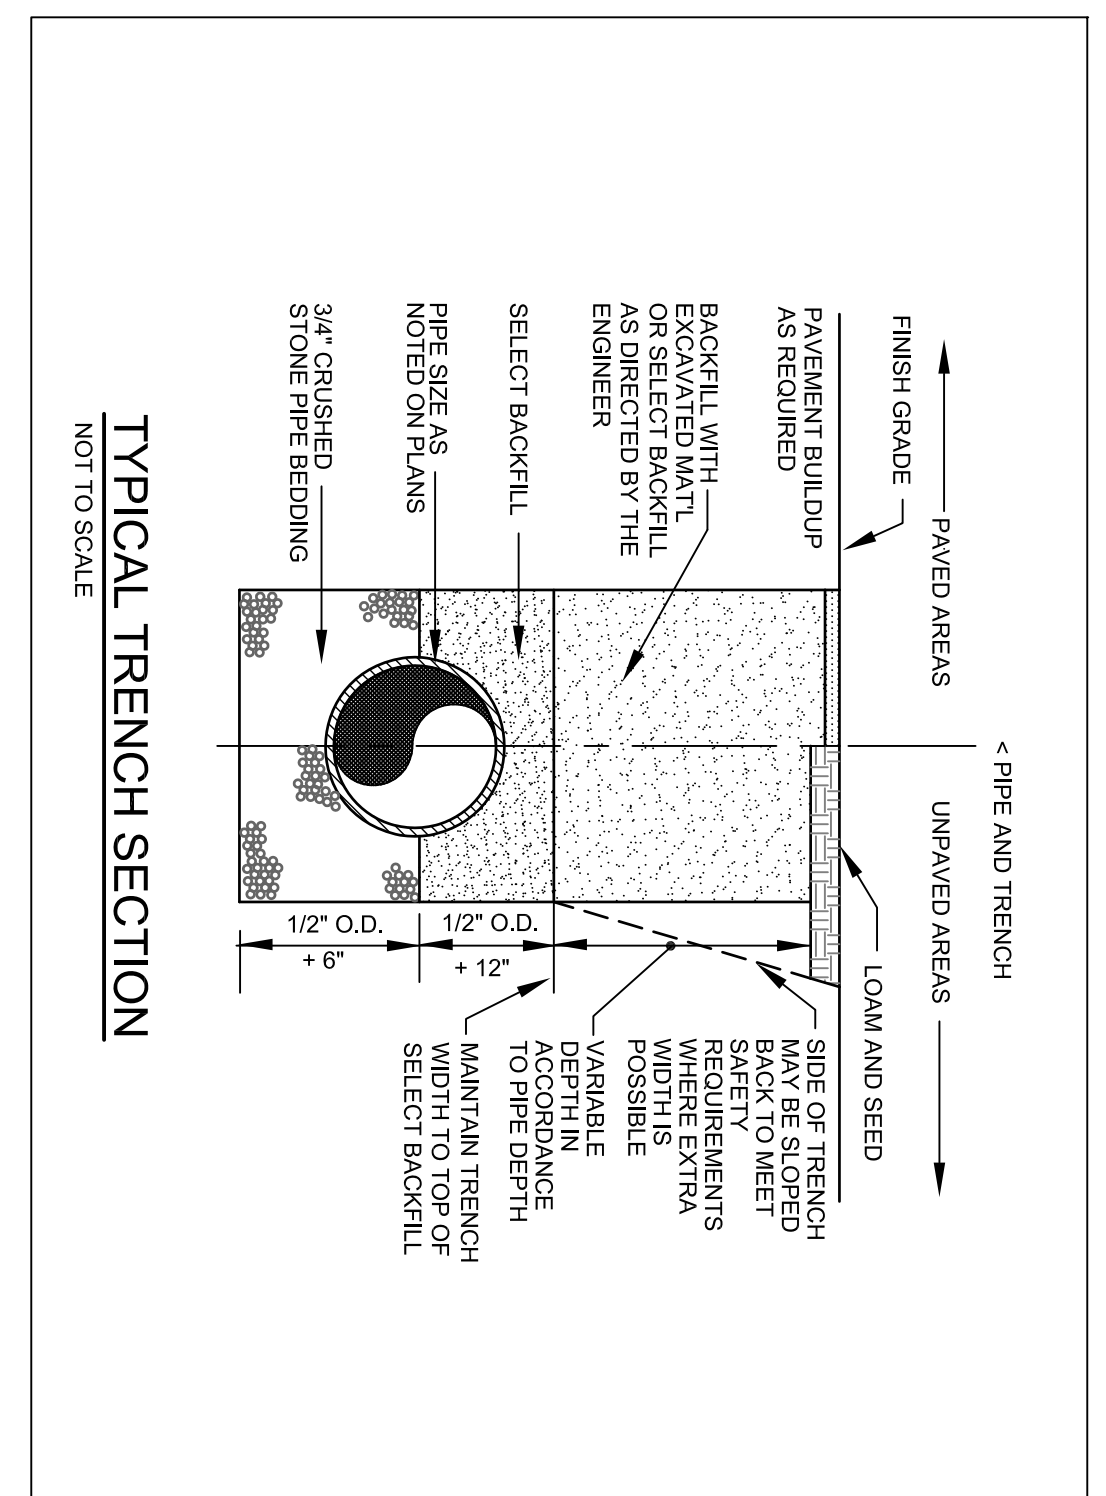 < PIPE AND TRENCH
PAVED AREAS
UNPAVED AREAS
FINISH GRADE
LOAM AND SEED
PAVEMENT BUILDUP
AS REQUIRED
BACKFILL WITH
EXCAVATED MAT'L
OR SELECT BACKFILL
AS DIRECTED BY THE
ENGINEER
SELECT BACKFILL
PIPE SIZE AS
NOTED ON PLANS
3/4" CRUSHED
STONE PIPE BEDDING
SIDE OF TRENCH
MAY BE SLOPED
BACK TO MEET
SAFETY
REQUIREMENTS
WHERE EXTRA
WIDTH IS
POSSIBLE
VARIABLE
DEPTH IN
ACCORDANCE
TO PIPE DEPTH
MAINTAIN TRENCH
WIDTH TO TOP OF
SELECT BACKFILL
1/2" O.D.
+ 12"
1/2" O.D.
+ 6"
TYPICAL TRENCH SECTION
NOT TO SCALE